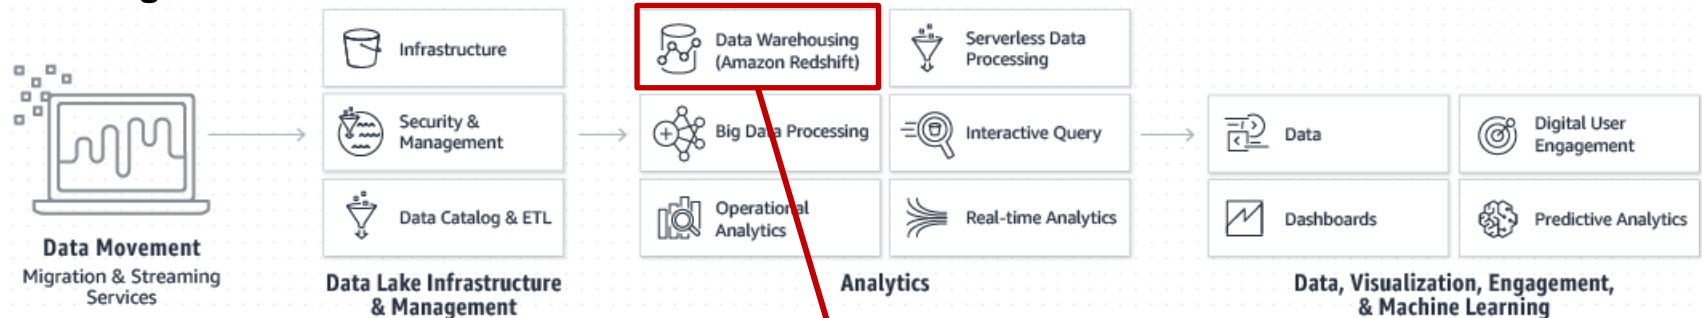 Infrastructure
Security &
Management
Data Catalog & ETL
Data Movement
Migration & Streaming
Services
Data Lake Infrastructure
& Management
Data Warehousing
(Amazon Redshift)
Serverless Data
Processing
Big Data Processing
Interactive Query
Operational
Analytics
Real-time Analytics
Analytics
Data
Digital User
Engagement
Dashboards
Predictive Analytics
Data, Visualization, Engagement,
& Machine Learning